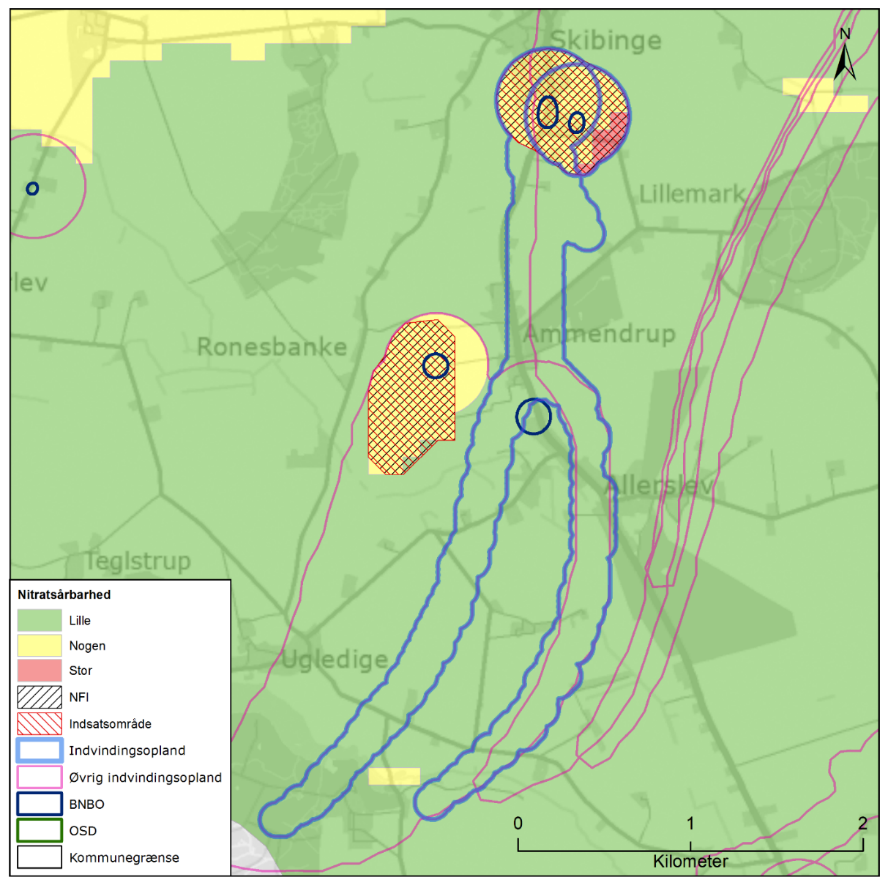 Skibinge
N
Lillemark
lev
Ronesbanke
Ammendrup
Allerslev
Teglstrup
Ugledige
Nitratsårbarhed
Lille
Nogen
Stor
NFI
Indsatsområde
Indvindingsopland
Øvrig indvindingsopland
BNBO
OSD
Kommunegrænse
0 1 2
Kilometer